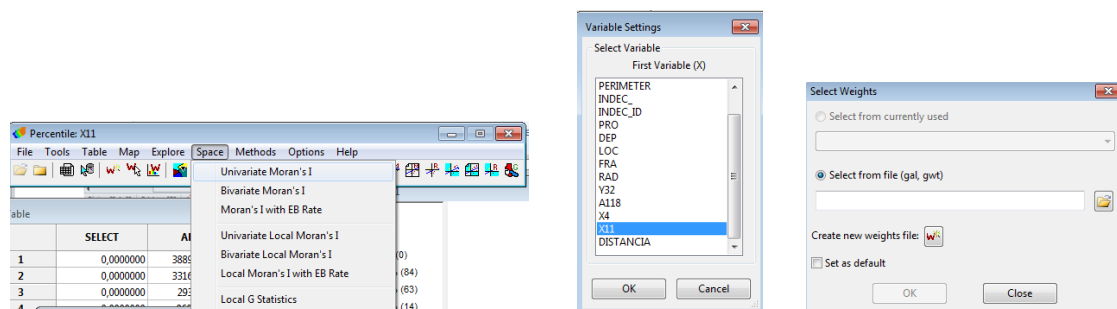 Percentile: X11
File Tools Table Map Explore Space Methods Options Help
Univariate Moran's I
Bivariate Moran's I
Moran's I with EB Rate
Univariate Local Moran's I
Bivariate Local Moran's I
Local Moran's I with EB Rate
Local G Statistics
able
SELECT
1 0,0000000 3889 (0)
2 0,0000000 3316 (84)
3 0,0000000 293 (63)
(14)
Variable Settings
Select Variable
First Variable (X)
PERIMETER
INDEC_
INDEC_ID
PRO
DEP
LOC
FRA
RAD
Y32
A118
X4
X11
DISTANCIA
OK Cancel
Select Weights
Select from currently used
Select from file (gal, gwt)
Create new weights file:
Set as default
OK Close